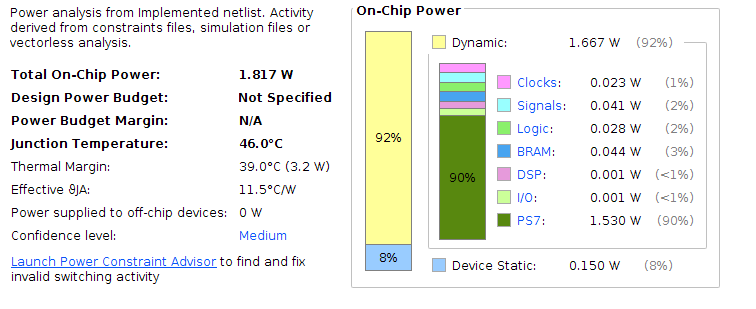 Power analysis from Implemented netlist. Activity
derived from constraints files, simulation files or
vectorless analysis.
Total On-Chip Power: 1.817 W
Design Power Budget: Not Specified
Power Budget Margin: N/A
Junction Temperature: 46.0°C
Thermal Margin: 39.0°C (3.2 W)
Effective ϑJA: 11.5°C/W
Power supplied to off-chip devices: 0 W
Confidence level: Medium
Launch Power Constraint Advisor to find and fix
invalid switching activity
On-Chip Power
92%
8%
Dynamic: 1.667 W (92%)
90%
Clocks: 0.023 W (1%)
Signals: 0.041 W (2%)
Logic: 0.028 W (2%)
BRAM: 0.044 W (3%)
DSP: 0.001 W (<1%)
I/O: 0.001 W (<1%)
PS7: 1.530 W (90%)
Device Static: 0.150 W (8%)